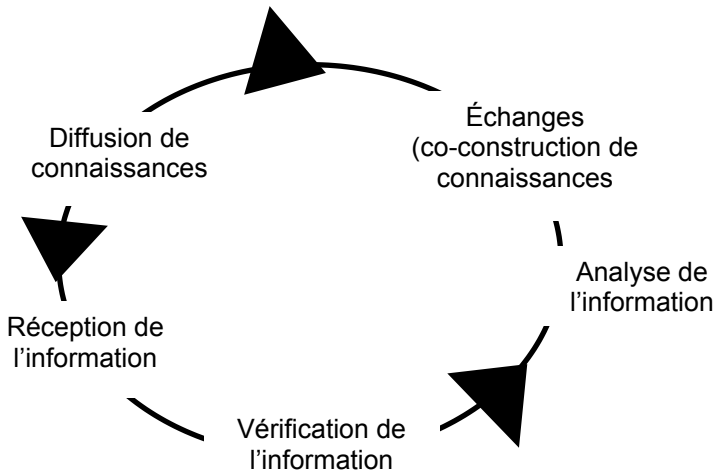 Échanges
(co-construction de
connaissances
Diffusion de
connaissances
Analyse de
l’information
Réception de
l’information
Vérification de
l’information